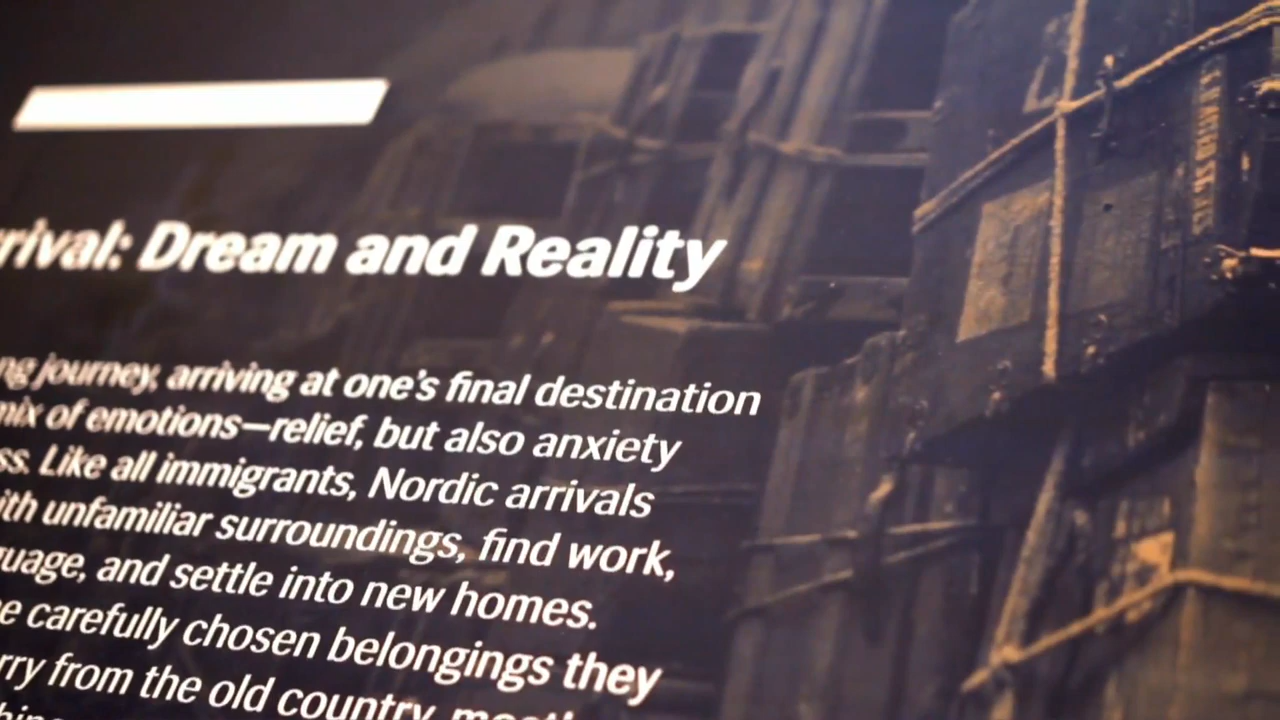 rival: Dream and Reality
ng journey, arriving at one's final destination
mix of emotions—relief, but also anxiety
ss. Like all immigrants, Nordic arrivals
ith unfamiliar surroundings, find work,
guage, and settle into new homes.
e carefully chosen belongings they
rry from the old country,